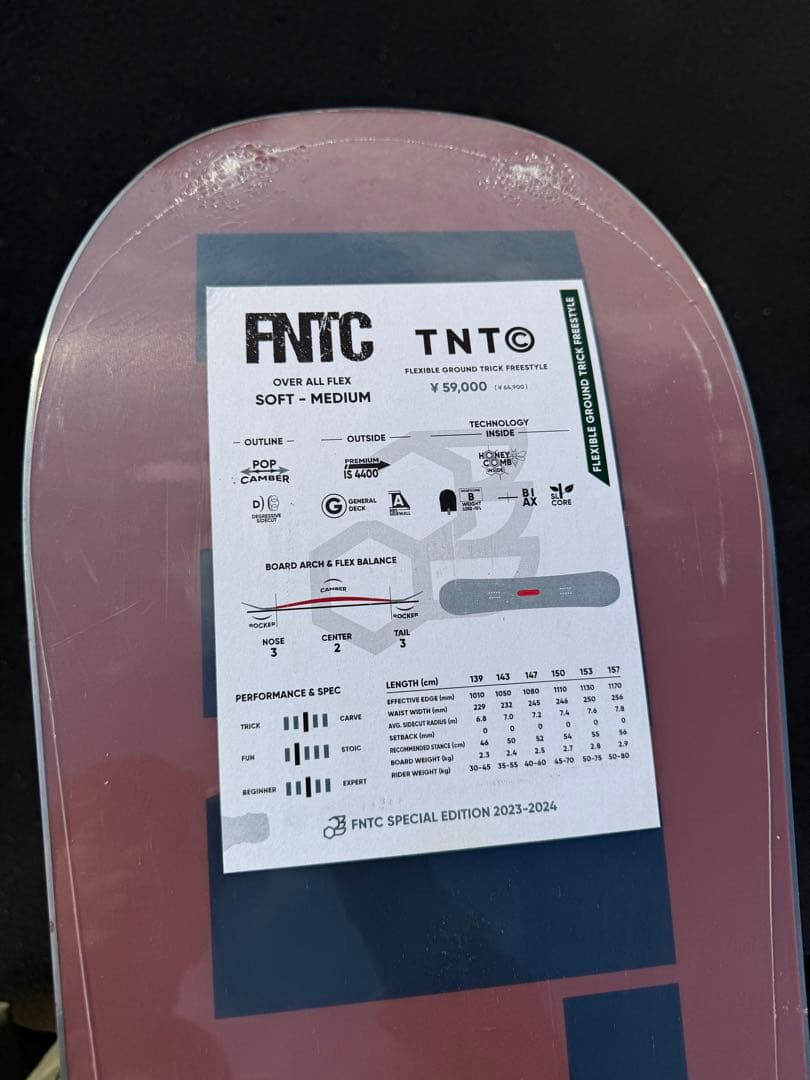 FNTC
OVER ALL FLEX
SOFT - MEDIUM
TNT©
FLEXIBLE GROUND TRICK FREESTYLE
¥ 59,000 (¥ 64,900)
FLEXIBLE GROUND TRICK FREESTYLE
OUTLINE
OUTSIDE
TECHNOLOGY
INSIDE
POP
CAMBER
PREMIUM
IS 4400
HONEY
COMB
INSIDE
D)
DEGRESSIVE
SIDECUT
G GENERAL
DECK
A
ABS
SIDEWALL
B
WEIGHT
LOSS -10%
BI
AX
SL
CORE
BOARD ARCH & FLEX BALANCE
CAMBER
ROCKER
ROCKER
NOSE
3
CENTER
2
TAIL
3
PERFORMANCE & SPEC
TRICK CARVE
FUN STOIC
BEGINNER EXPERT
LENGTH (cm) 139 143 147 150 153 157
EFFECTIVE EDGE (mm) 1010 1050 1080 1110 1130 1170
WAIST WIDTH (mm) 229 232 245 246 250 256
AVG. SIDECUT RADIUS (m) 6.8 7.0 7.2 7.4 7.6 7.8
SETBACK (mm) 0 0 0 0 0 0
RECOMMENDED STANCE (cm) 46 50 52 54 55 56
BOARD WEIGHT (kg) 2.3 2.4 2.5 2.7 2.8 2.9
RIDER WEIGHT (kg) 30-45 35-55 40-60 45-70 50-75 50-80
FNTC SPECIAL EDITION 2023-2024